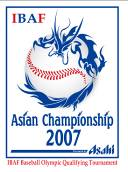 IBAF
Asian Championship
2007
Asahi
IBAF Baseball Olympic Qualifying Tournament